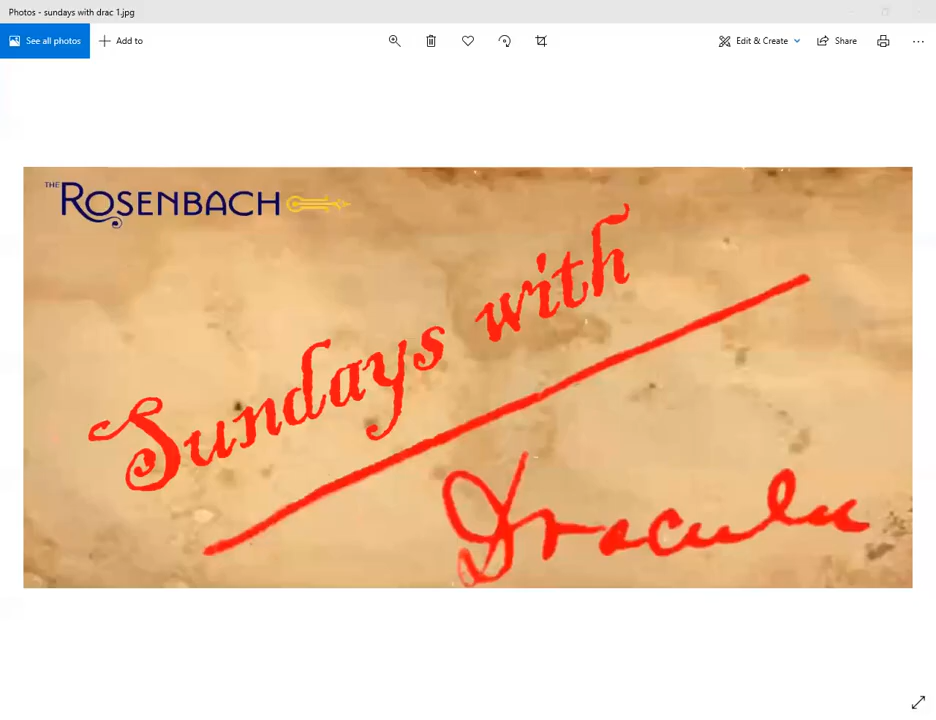 Photos - sundays with drac 1.jpg
See all photos
Add to
Edit & Create
Share
THE ROSENBACH
Sundays with
Dracula